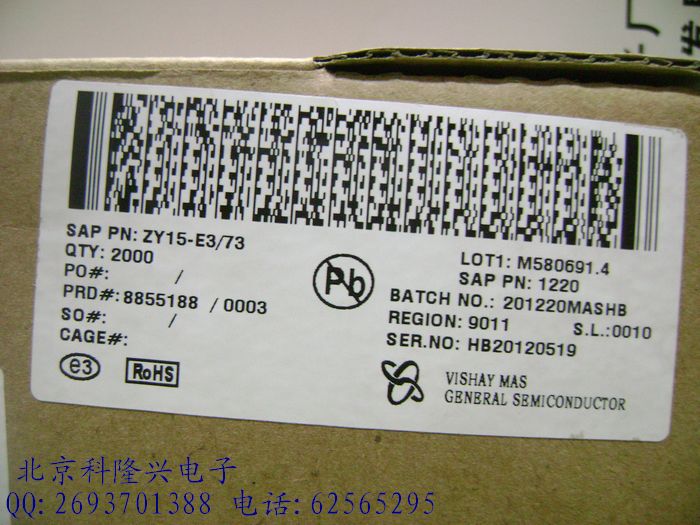 SAP PN: ZY15-E3/73
QTY: 2000
PO#: /
PRD#: 8855188 / 0003
SO#: /
CAGE#:
e3 RoHS
Pb
LOT1: M580691.4
SAP PN: 1220
BATCH NO.: 201220MASHB
REGION: 9011 S.L.:0010
SER.NO: HB20120519
VISHAY MAS
GENERAL SEMICONDUCTOR
北京科隆兴电子
QQ: 2693701388 电话: 62565295